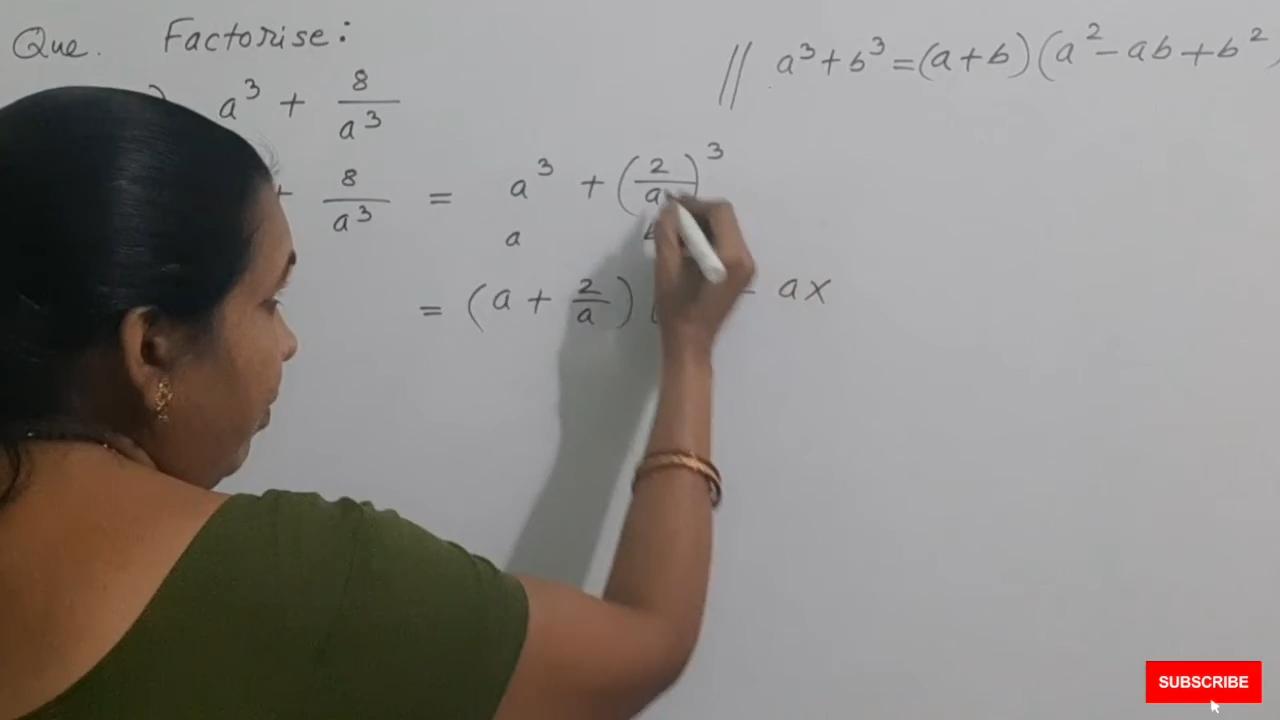 Que. Factorise:
// a³ + b³ = (a + b) (a² - ab + b²
) a³ + 8/a³
+ 8/a³ = a³ + (2/a)³
a
= (a + 2/a) ( - ax
SUBSCRIBE